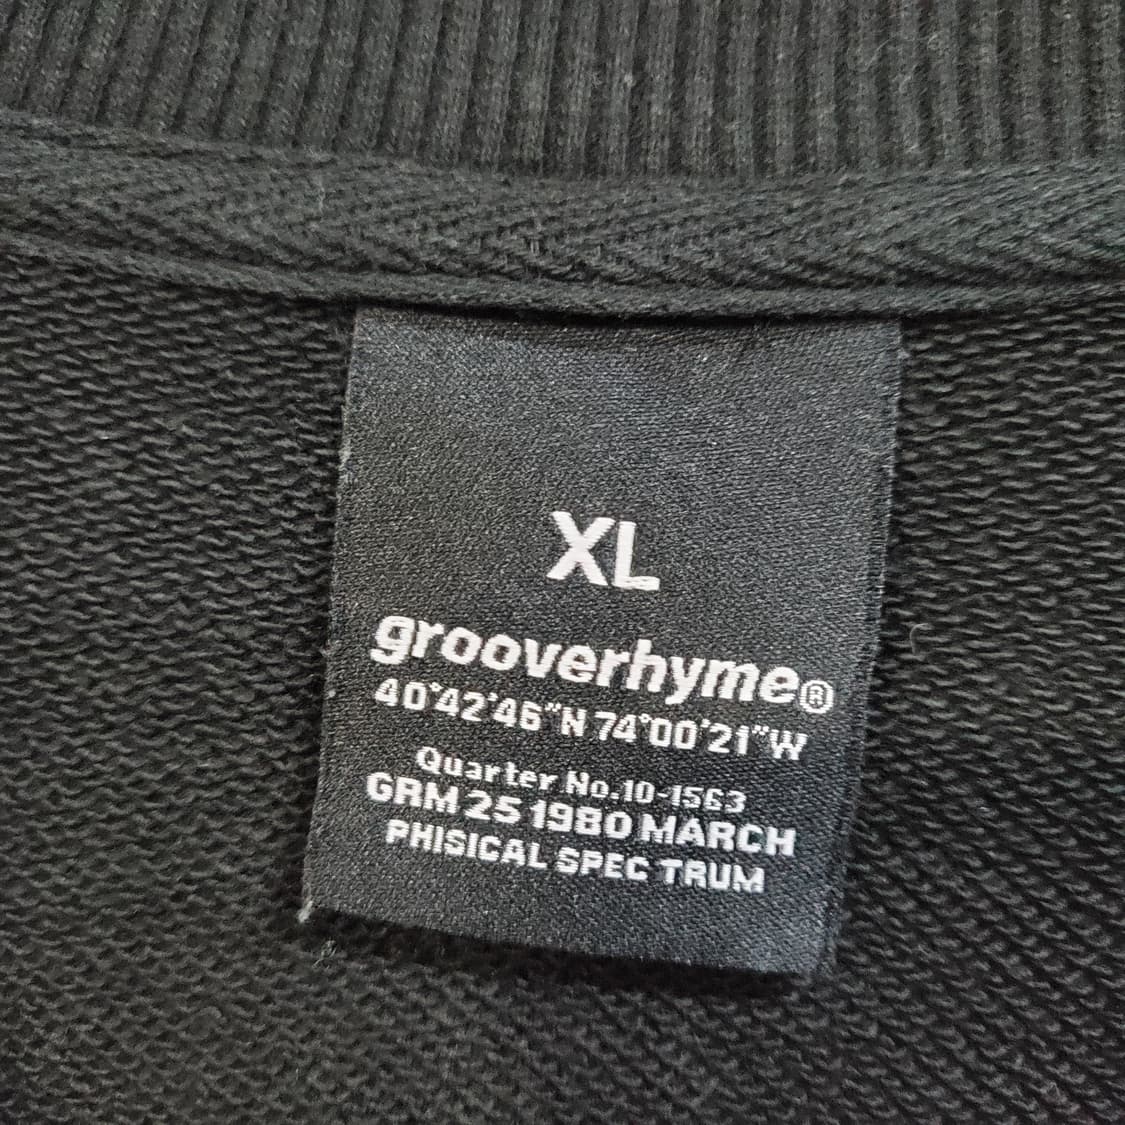 XL
grooverhyme®
40°42'46"N 74°00'21"W
Quarter No.10-1563
GRM 25 1980 MARCH
PHISICAL SPEC TRUM